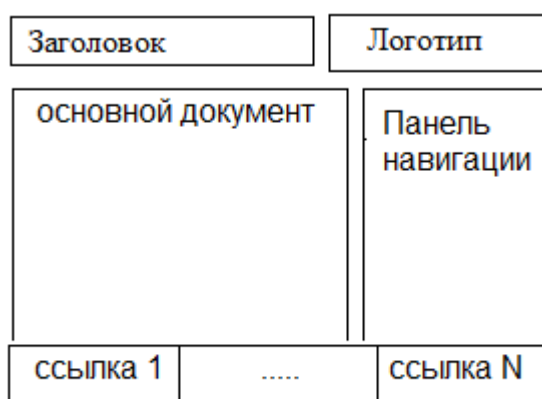 Заголовок
Логотип
основной документ
Панель
навигации
ссылка 1
.....
ссылка N